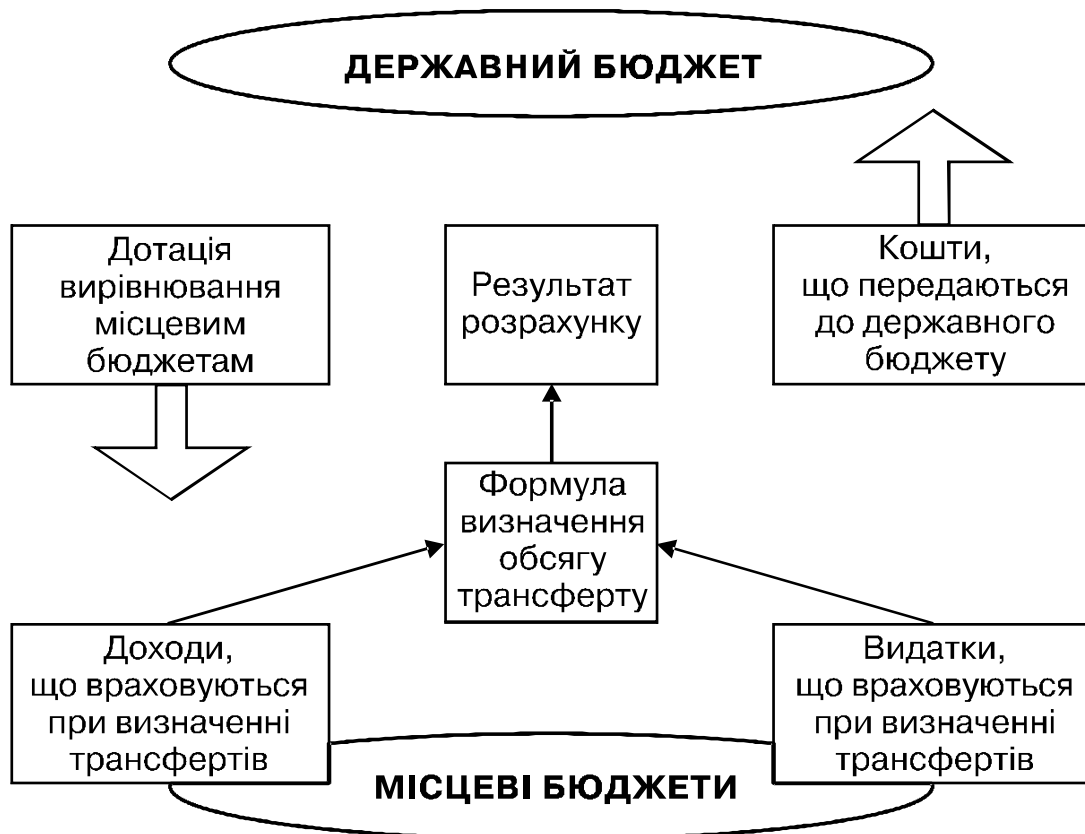 ДЕРЖАВНИЙ БЮДЖЕТ
Дотація
вирівнювання
місцевим
бюджетам
Результат
розрахунку
Кошти,
що передаються
до державного
бюджету
Формула
визначення
обсягу
трансферту
Доходи,
що враховуються
при визначенні
трансфертів
Видатки,
що враховуються
при визначенні
трансфертів
МІСЦЕВІ БЮДЖЕТИ